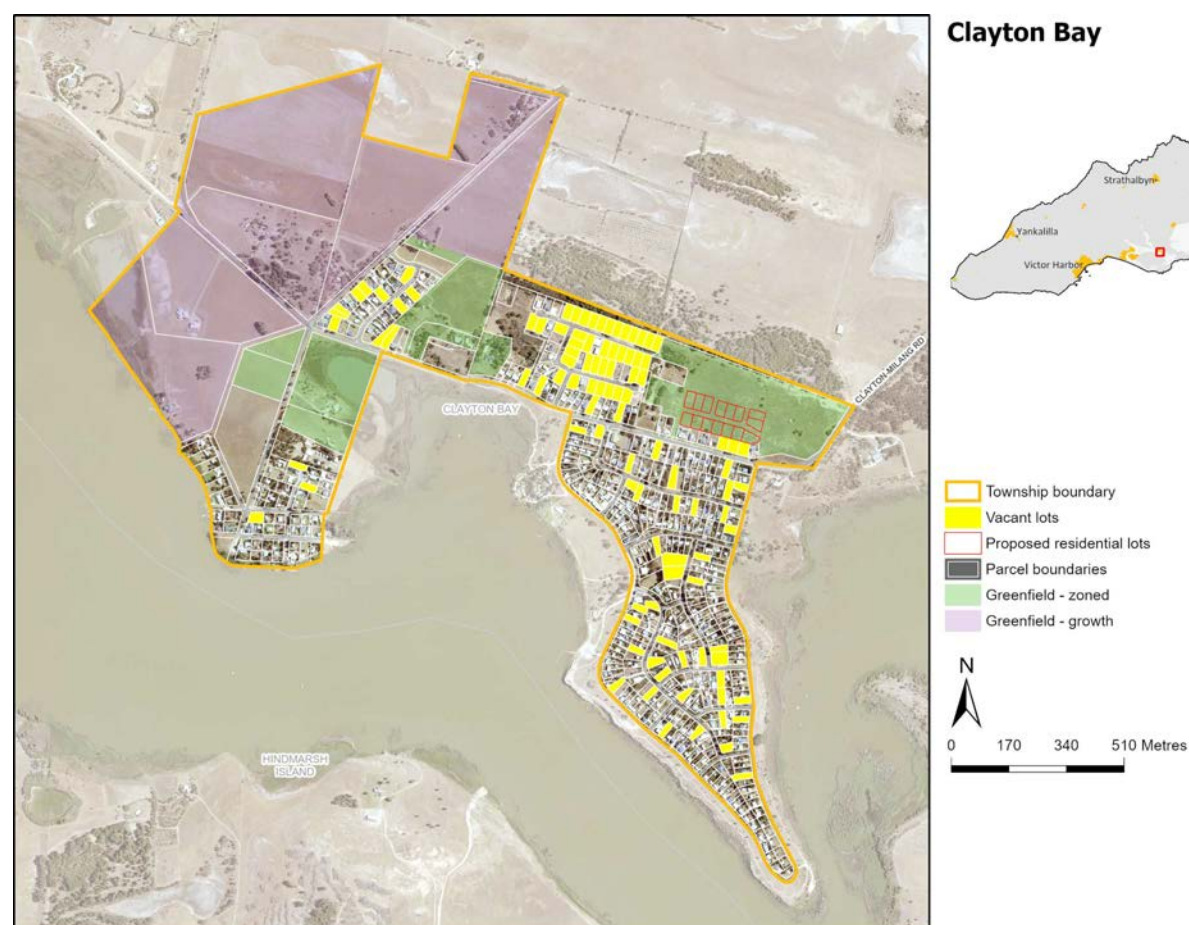 Clayton Bay
Strathalbyn
Yankalilla
Victor Harbor
CLAYTON-MILANG RD
CLAYTON BAY
HINDMARSH
ISLAND
Township boundary
Vacant lots
Proposed residential lots
Parcel boundaries
Greenfield - zoned
Greenfield - growth
N
0 170 340 510 Metres